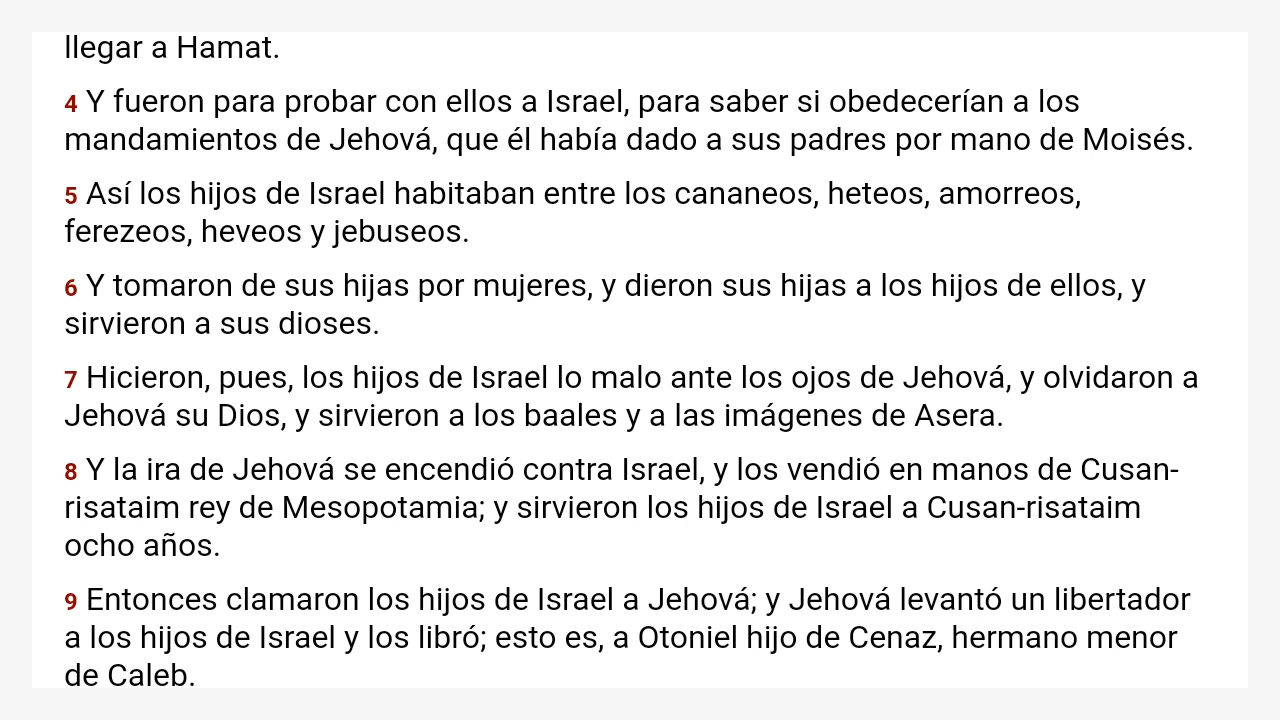 llegar a Hamat.
4 Y fueron para probar con ellos a Israel, para saber si obedecerían a los
mandamientos de Jehová, que él había dado a sus padres por mano de Moisés.
5 Así los hijos de Israel habitaban entre los cananeos, heteos, amorreos,
ferezeos, heveos y jebuseos.
6 Y tomaron de sus hijas por mujeres, y dieron sus hijas a los hijos de ellos, y
sirvieron a sus dioses.
7 Hicieron, pues, los hijos de Israel lo malo ante los ojos de Jehová, y olvidaron a
Jehová su Dios, y sirvieron a los baales y a las imágenes de Asera.
8 Y la ira de Jehová se encendió contra Israel, y los vendió en manos de Cusan-
risataim rey de Mesopotamia; y sirvieron los hijos de Israel a Cusan-risataim
ocho años.
9 Entonces clamaron los hijos de Israel a Jehová; y Jehová levantó un libertador
a los hijos de Israel y los libró; esto es, a Otoniel hijo de Cenaz, hermano menor
de Caleb.